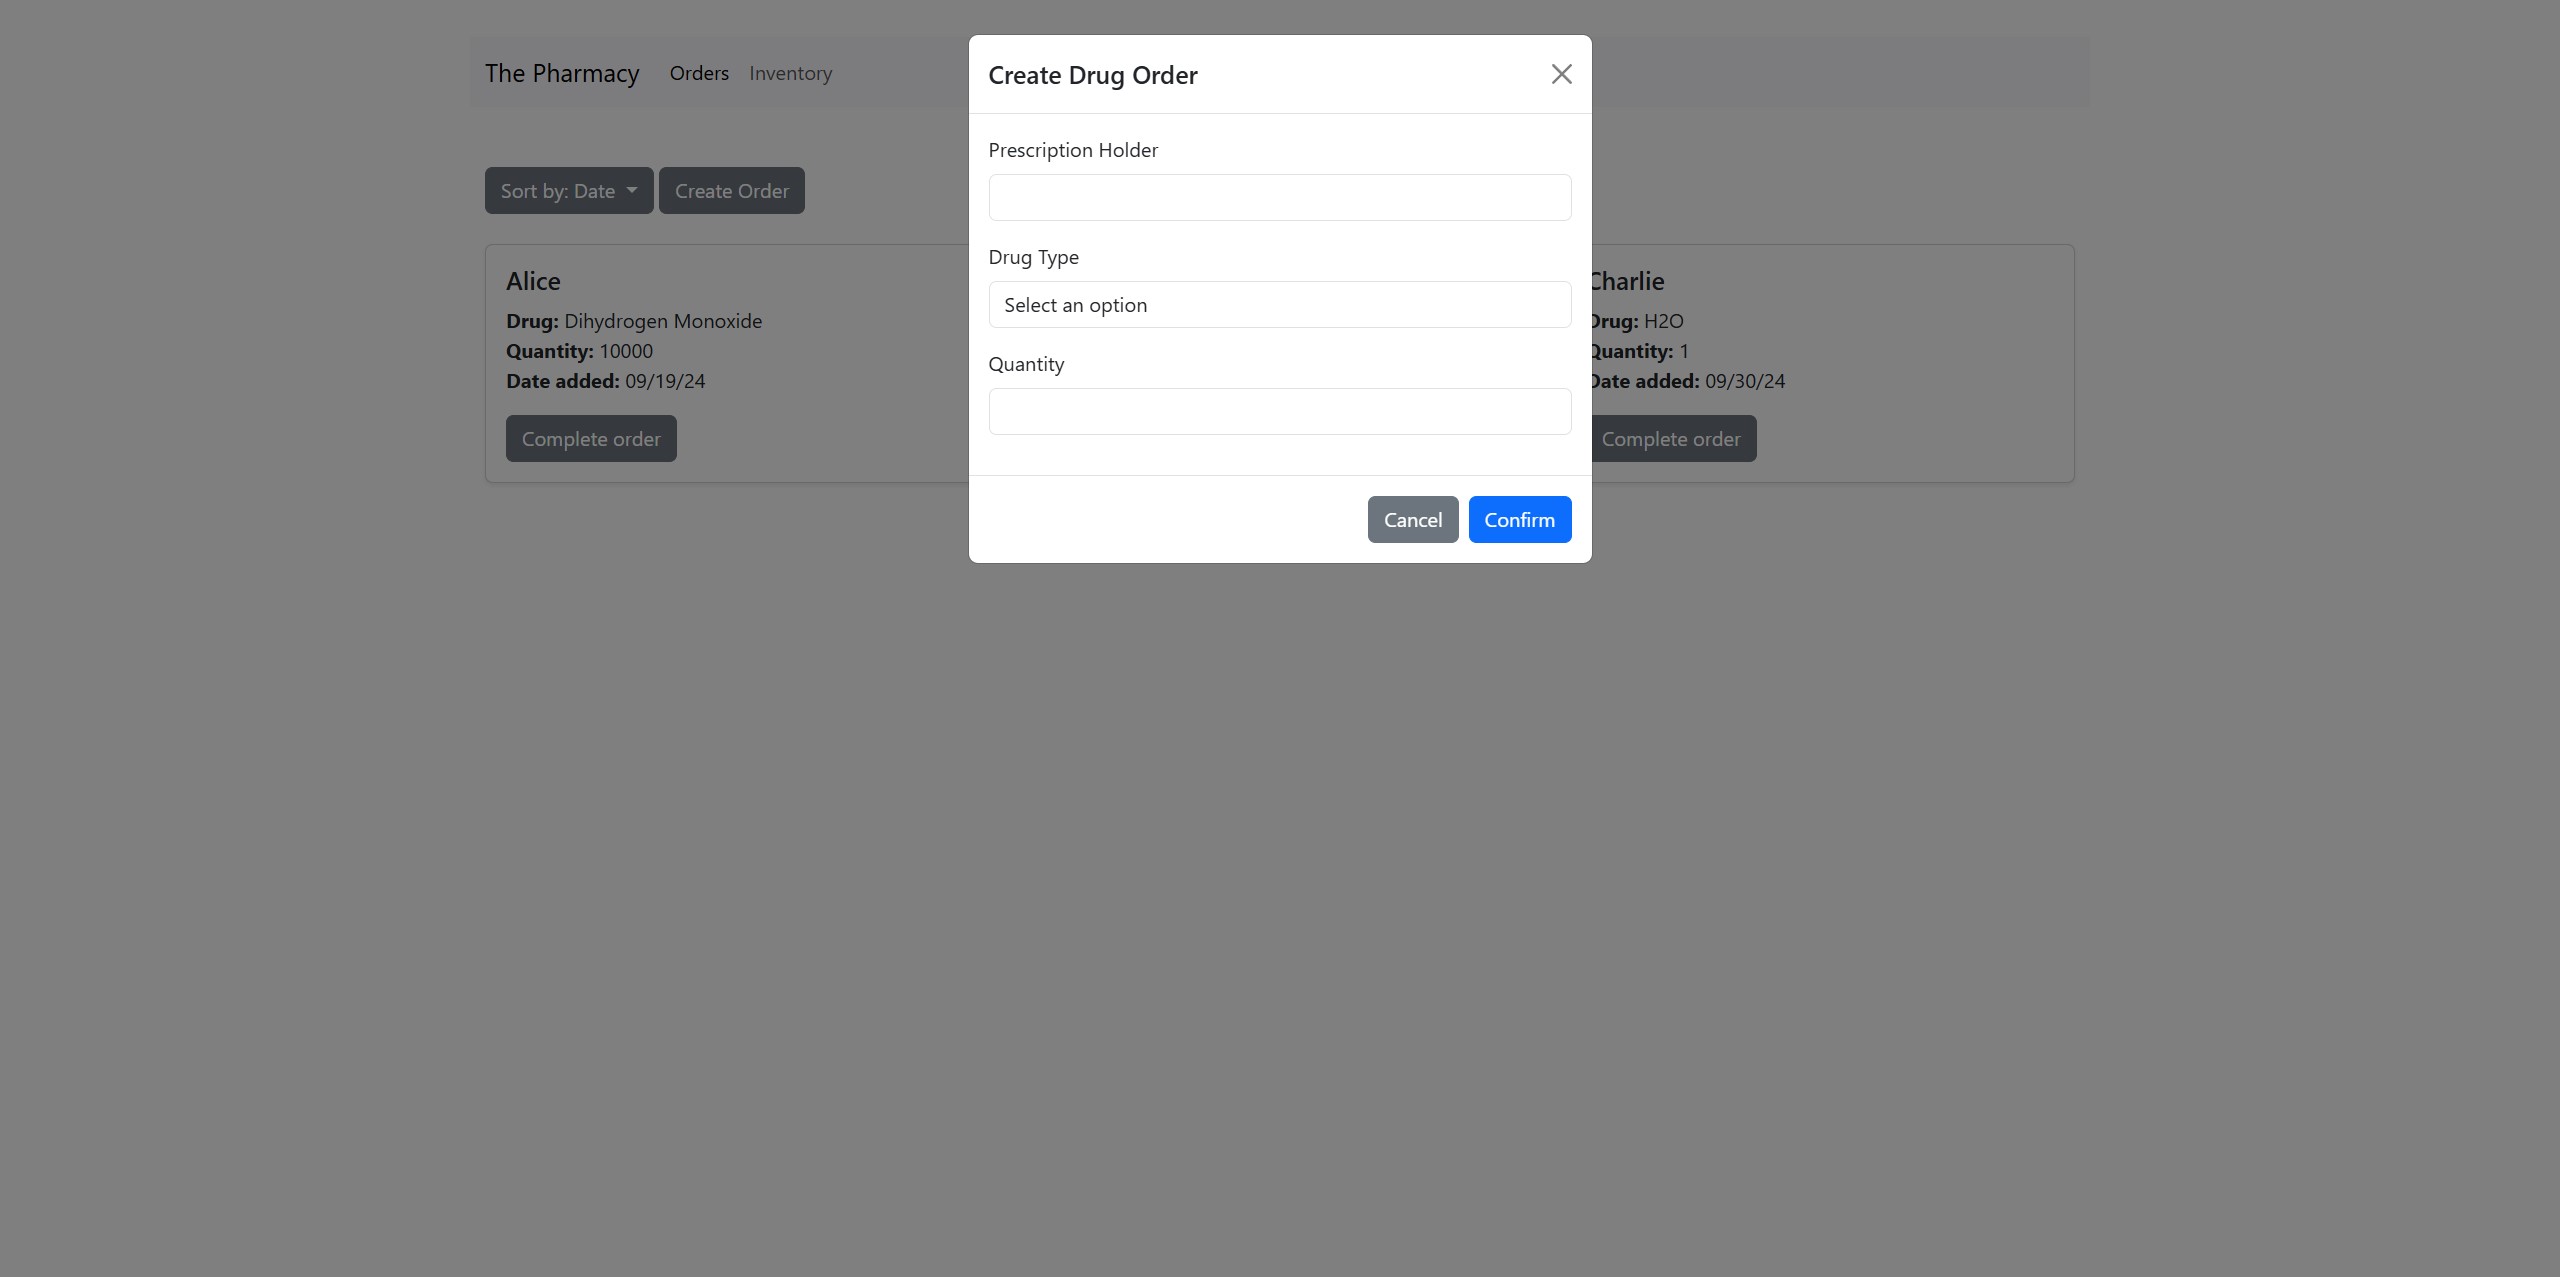 The Pharmacy Orders Inventory
Sort by: Date Create Order
Alice
Drug: Dihydrogen Monoxide
Quantity: 10000
Date added: 09/19/24
Complete order
Create Drug Order
Prescription Holder
Drug Type
Select an option
Quantity
Cancel Confirm
Charlie
Drug: H2O
Quantity: 1
Date added: 09/30/24
Complete order